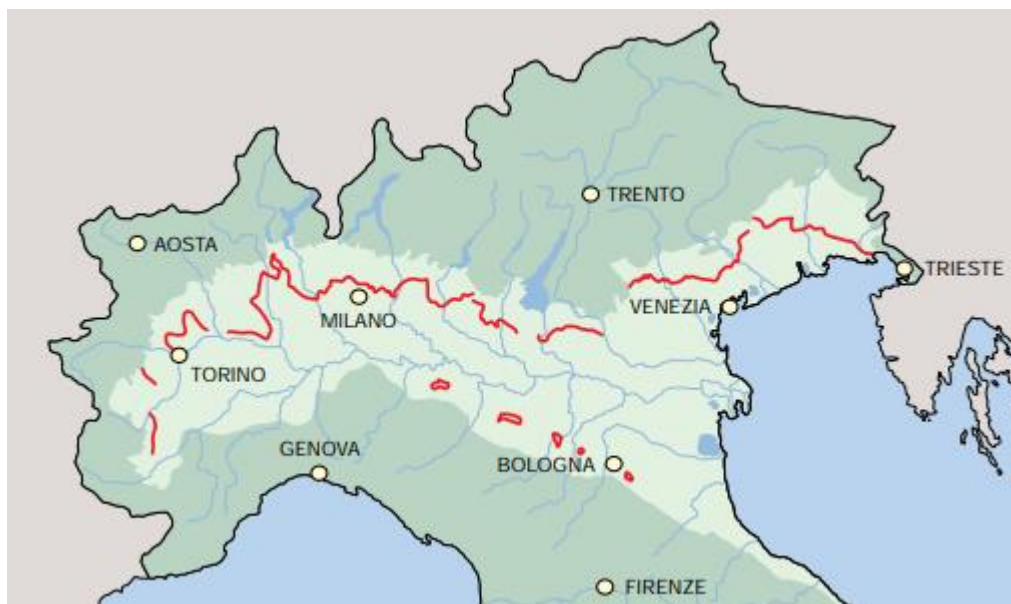 TRENTO
AOSTA
TRIESTE
VENEZIA
MILANO
TORINO
GENOVA
BOLOGNA
FIRENZE